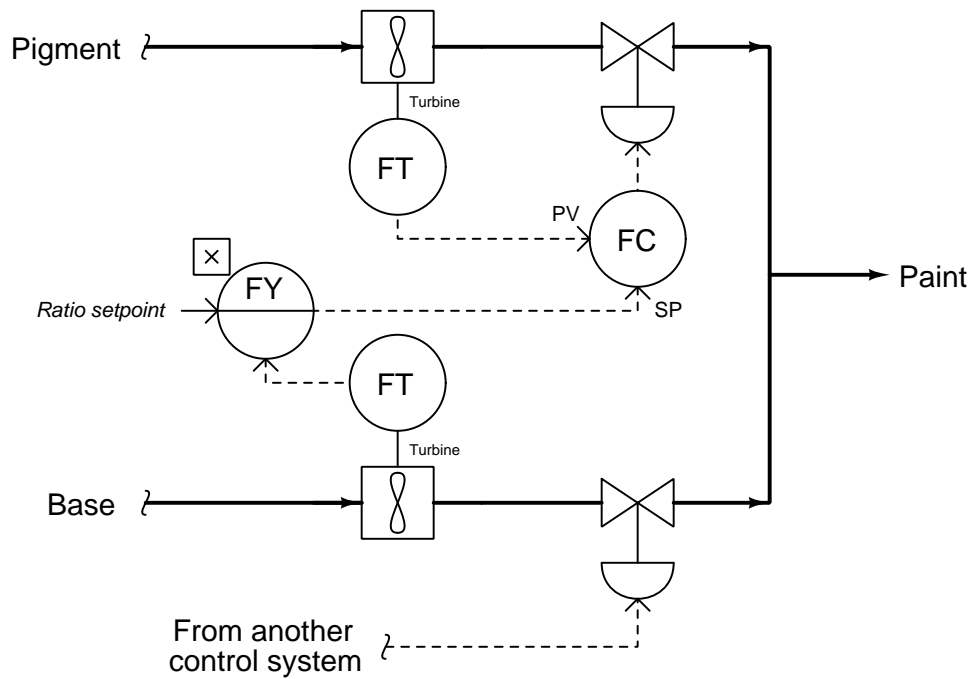 Pigment
Turbine
FT
PV
FC
FY
Ratio setpoint
SP
Paint
FT
Turbine
Base
From another
control system